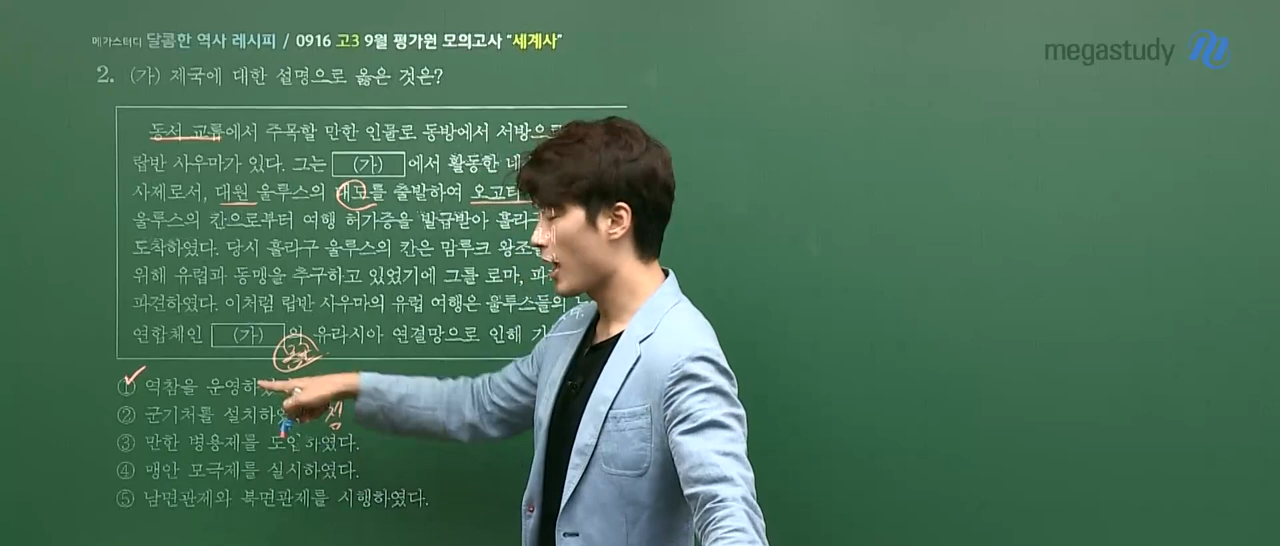 메가스터디 달콤한 역사 레시피 / 0916 고3 9월 평가원 모의고사 "세계사"
megastudy
2. (가) 제국에 대한 설명으로 옳은 것은?
동서 교류에서 주목할 만한 인물로 동방에서 서방으로
랍반 사우마가 있다. 그는 (가) 에서 활동한 네
사제로서, 대원 울루스의 대도를 출발하여 오고타
울루스의 칸으로부터 여행 허가증을 발급받아 훌라구
도착하였다. 당시 훌라구 울루스의 칸은 맘루크 왕조를
위해 유럽과 동맹을 추구하고 있었기에 그를 로마, 파
파견하였다. 이처럼 랍반 사우마의 유럽 여행은 울루스들의
연합체인 (가) 의 유라시아 연결망으로 인해 가
몽골
① 역참을 운영하였
② 군기처를 설치하였 청
③ 만한 병용제를 도입하였다.
④ 맹안 모극제를 실시하였다.
⑤ 남면관제와 북면관제를 시행하였다.